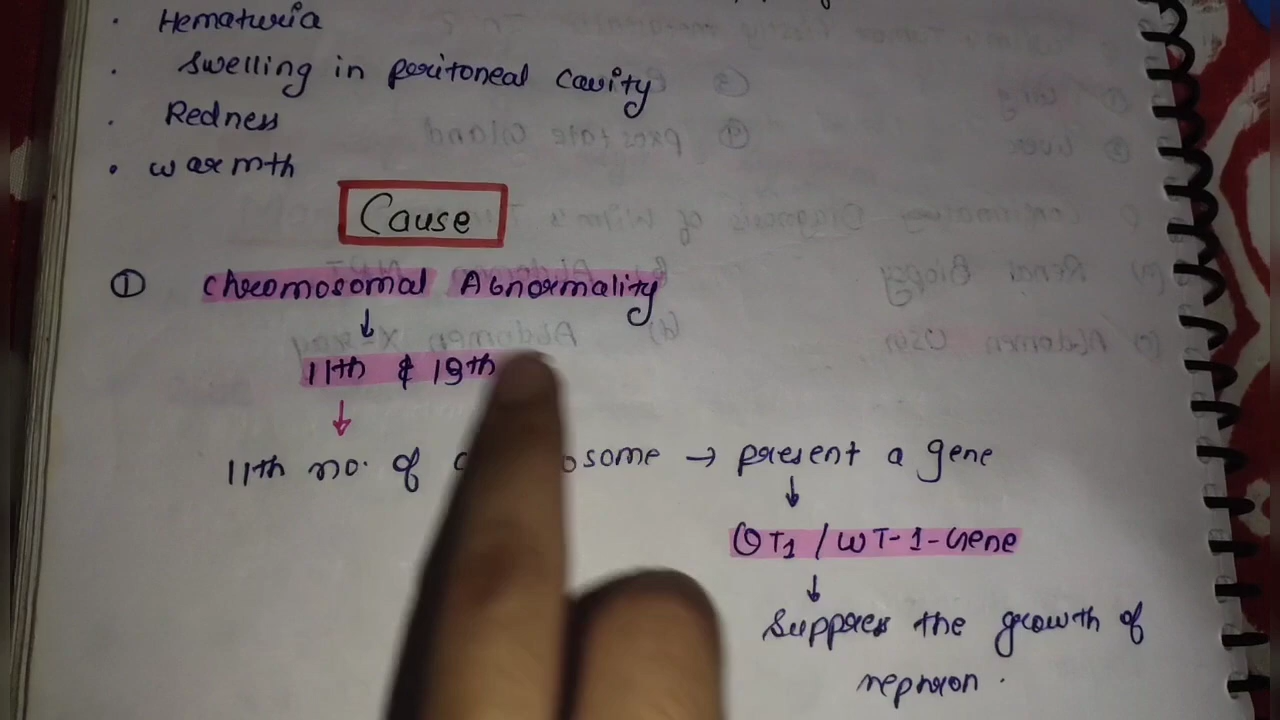 Hematuria
Swelling in peritoneal cavity
Redness
warmth
Cause
① Chromosomal Abnormality
11th & 19th
11th no. of osome → present a gene
QT1 / WT-1-Gene
Suppress the growth of
nephron.